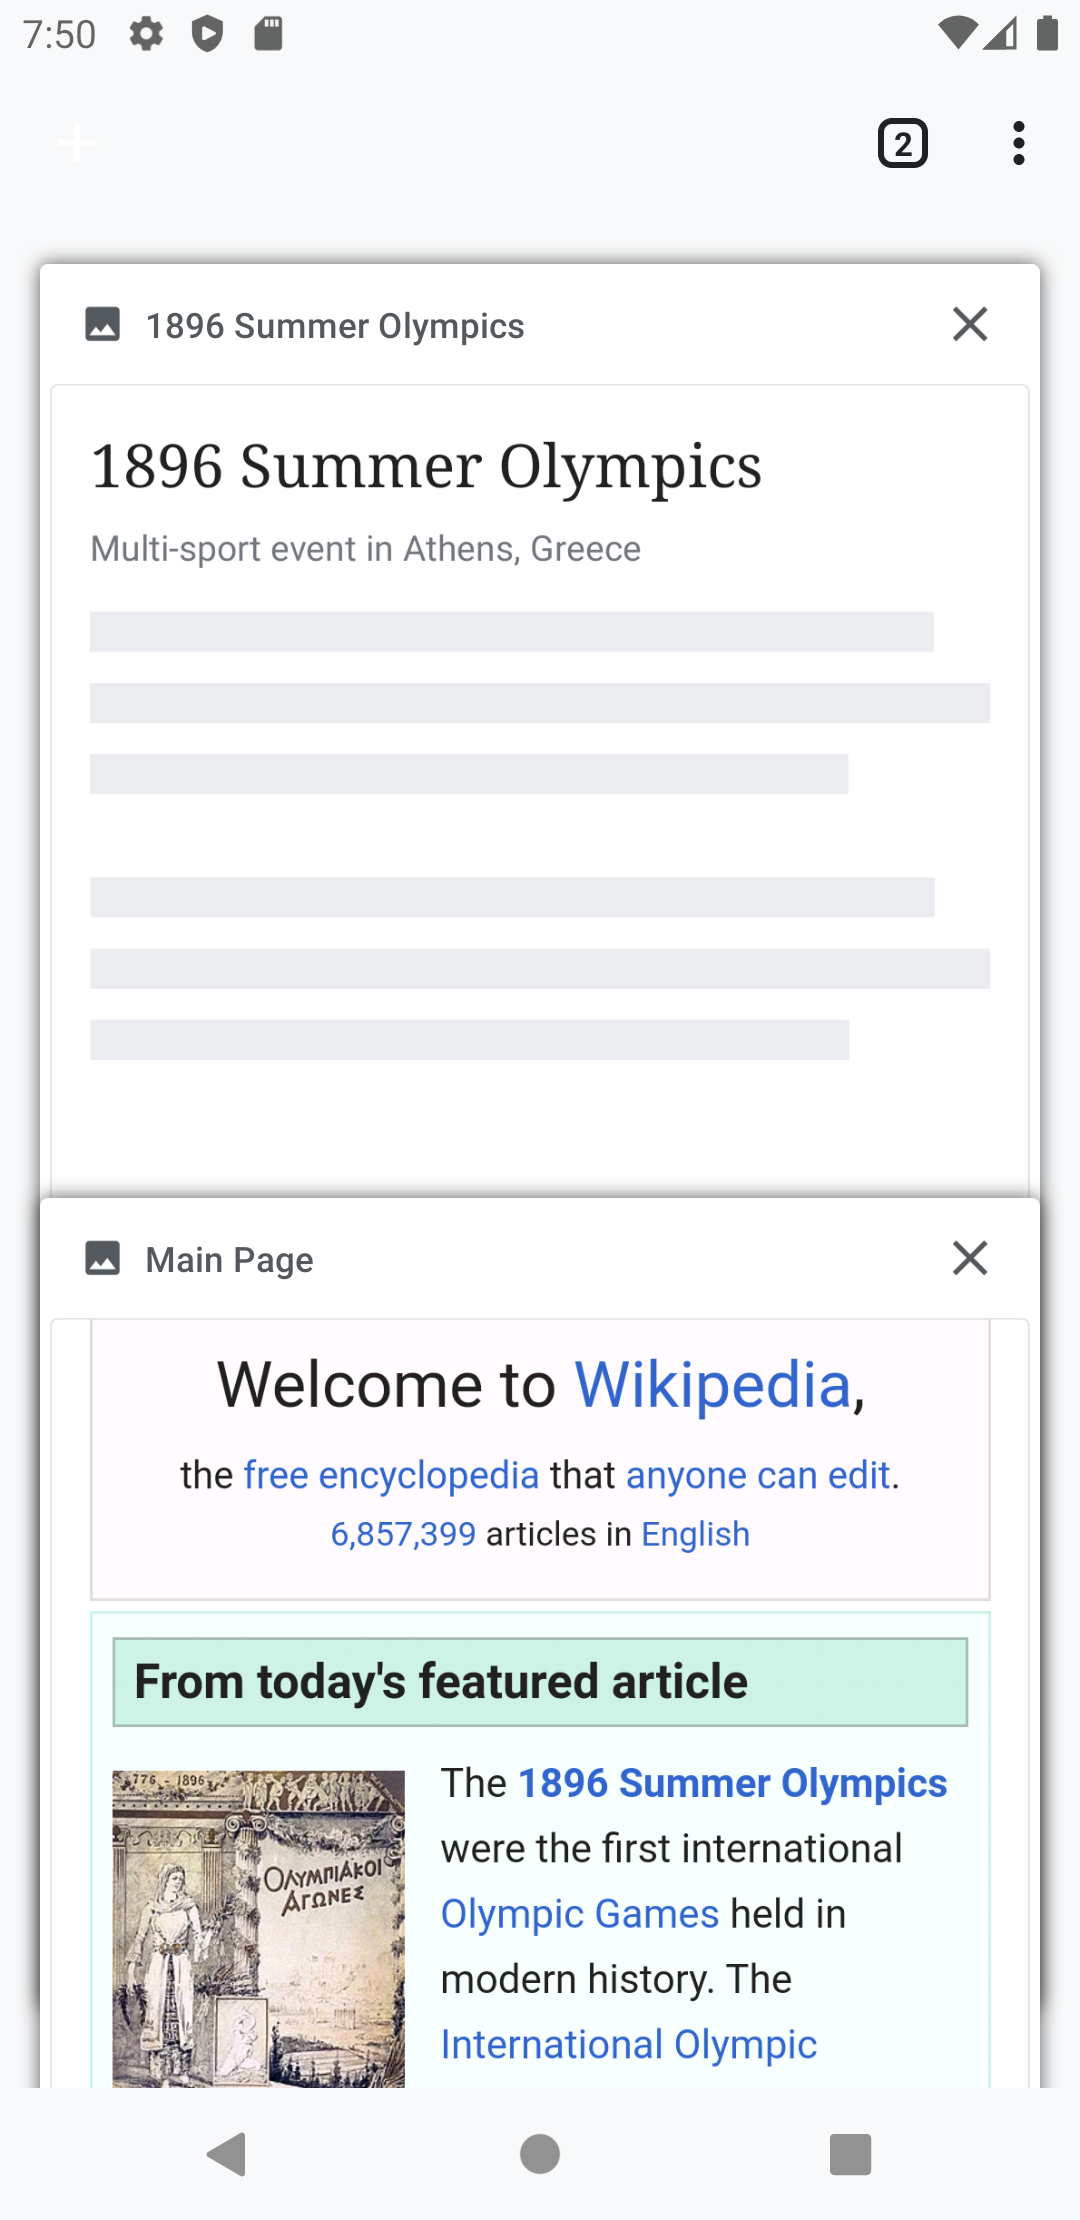 7:50
2
1896 Summer Olympics
1896 Summer Olympics
Multi-sport event in Athens, Greece
Main Page
Welcome to Wikipedia,
the free encyclopedia that anyone can edit.
6,857,399 articles in English
From today's featured article
776 - 1896
ΟΛΥΜΠΙΑΚΟΙ
ΑΓΩΝΕΣ
The 1896 Summer Olympics
were the first international
Olympic Games held in
modern history. The
International Olympic